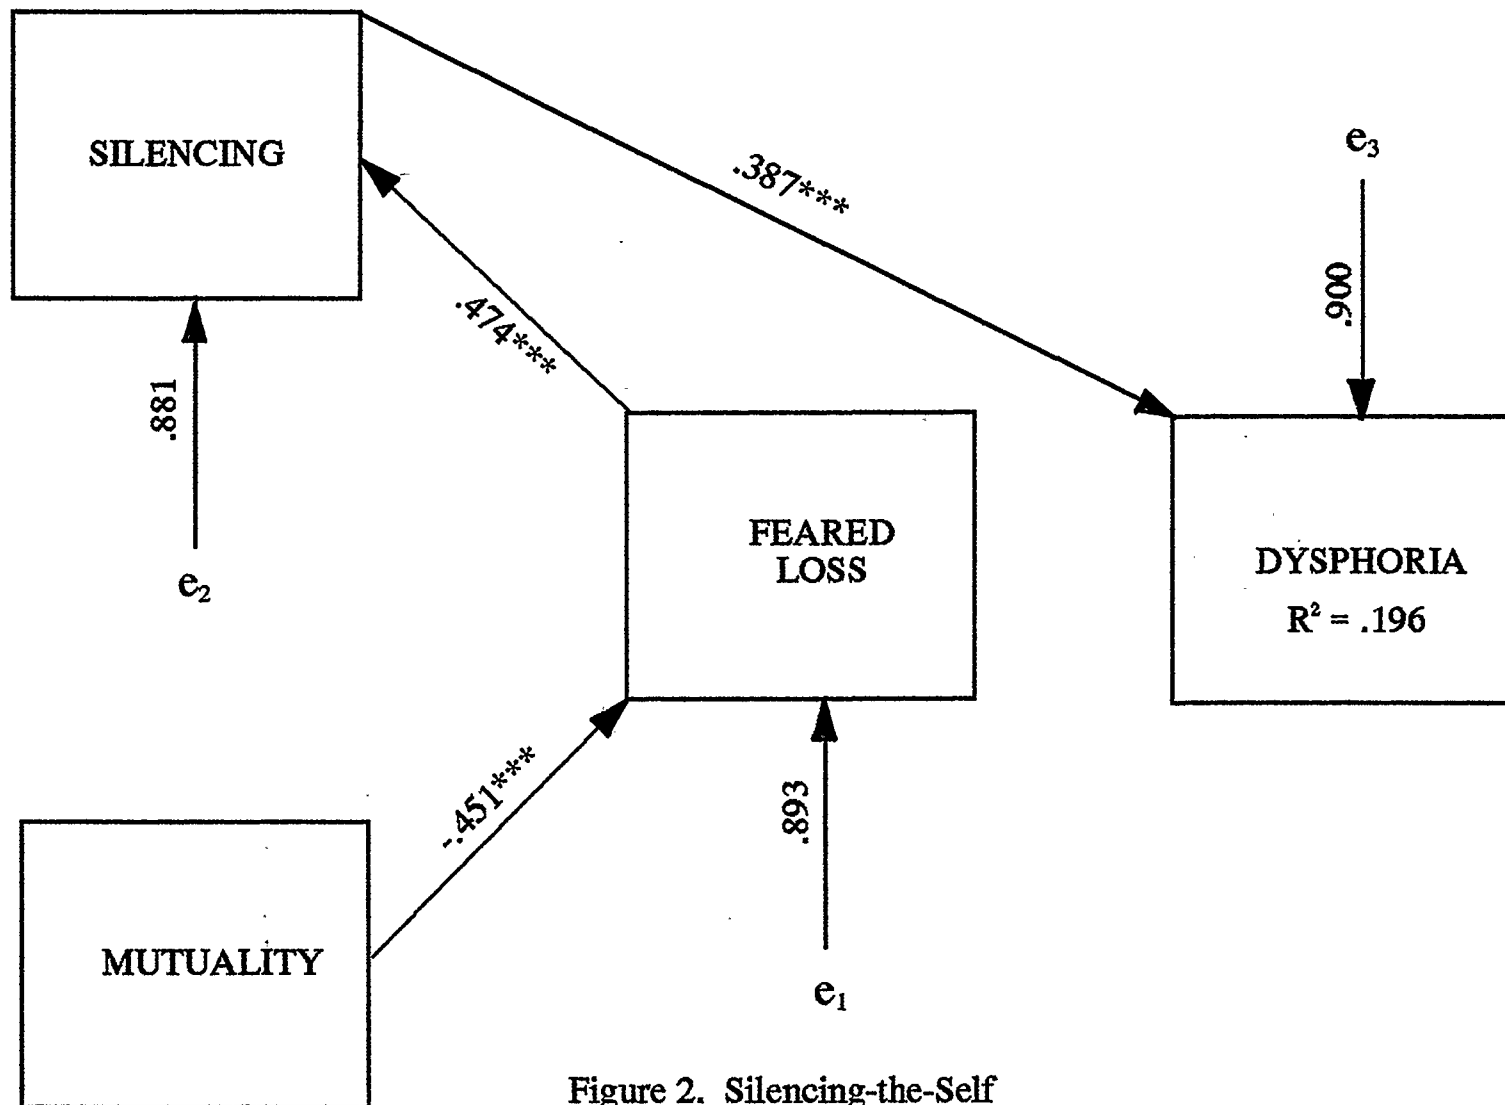 SILENCING
.387***
e₃
.900
.474***
.881
e₂
FEARED
LOSS
DYSPHORIA
R² = .196
-.451***
.893
MUTUALITY
e₁
Figure 2. Silencing-the-Self